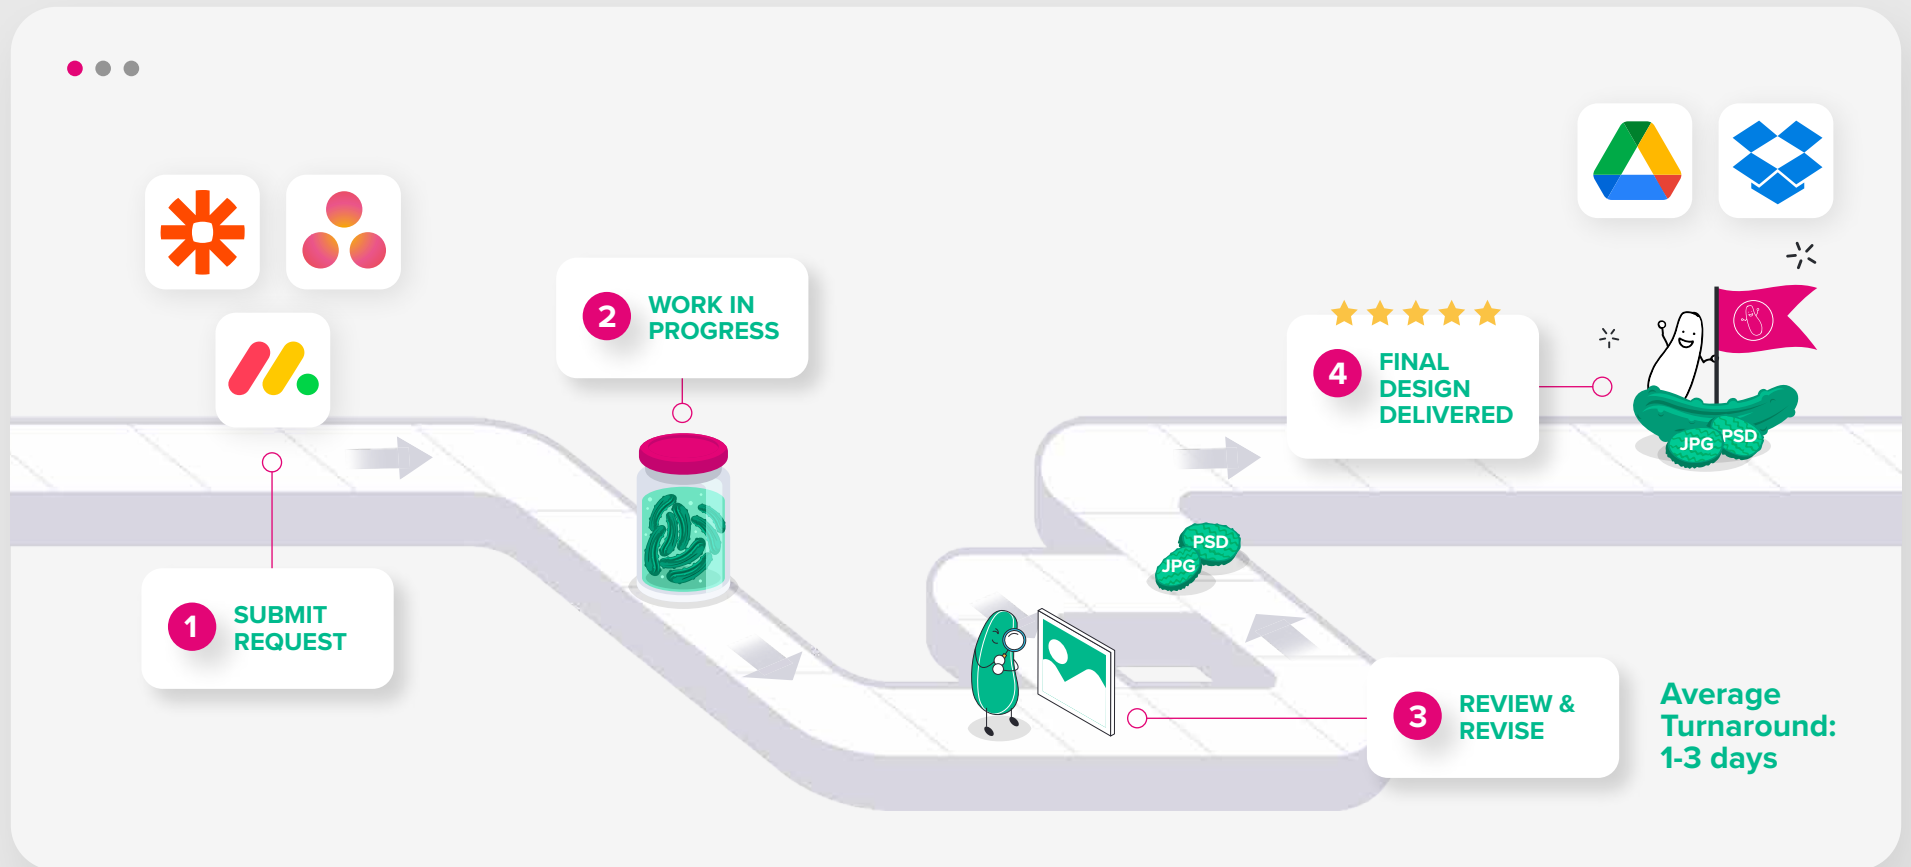 1
SUBMIT
REQUEST
2
WORK IN
PROGRESS
3
REVIEW &
REVISE
Average
Turnaround:
1-3 days
PSD
JPG
4
FINAL
DESIGN
DELIVERED
JPG
PSD